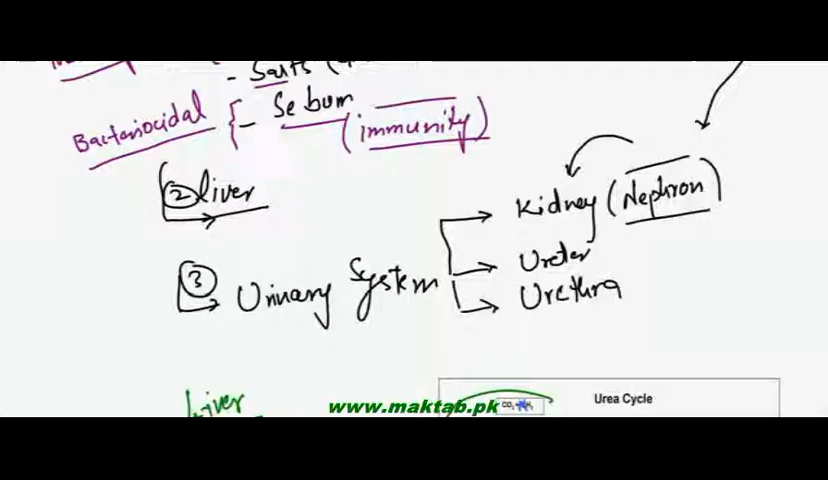 - Salts
Bacteriocidal { - Sebum
(immunity)
② liver
Kidney (Nephron)
③ Urinary System
Ureter
Urethra
Liver
Urea Cycle
www.maktab.pk